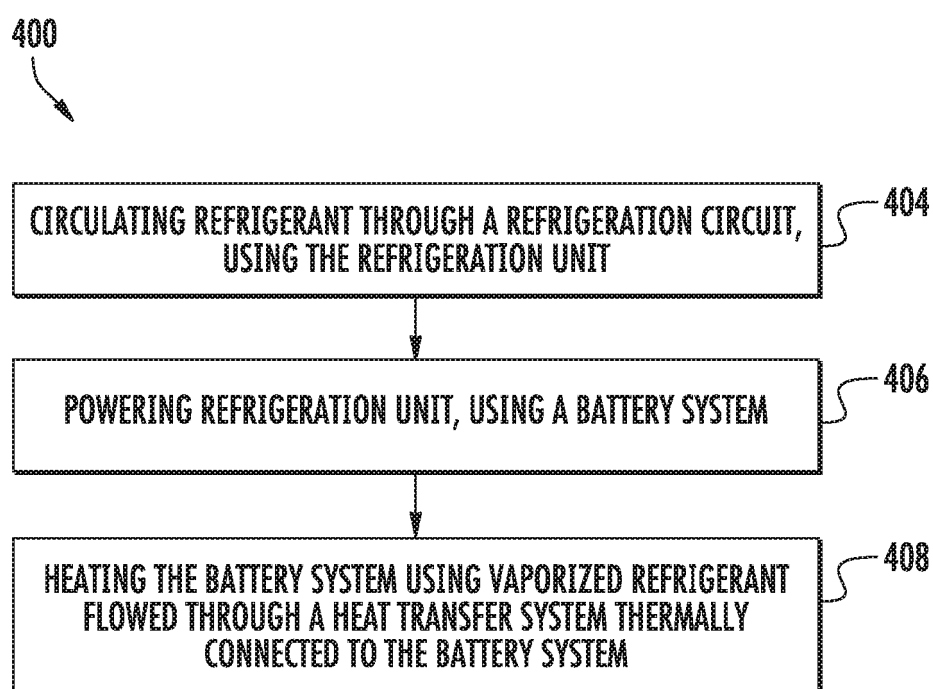 400
CIRCULATING REFRIGERANT THROUGH A REFRIGERATION CIRCUIT,
USING THE REFRIGERATION UNIT
404
POWERING REFRIGERATION UNIT, USING A BATTERY SYSTEM
406
HEATING THE BATTERY SYSTEM USING VAPORIZED REFRIGERANT
FLOWED THROUGH A HEAT TRANSFER SYSTEM THERMALLY
CONNECTED TO THE BATTERY SYSTEM
408